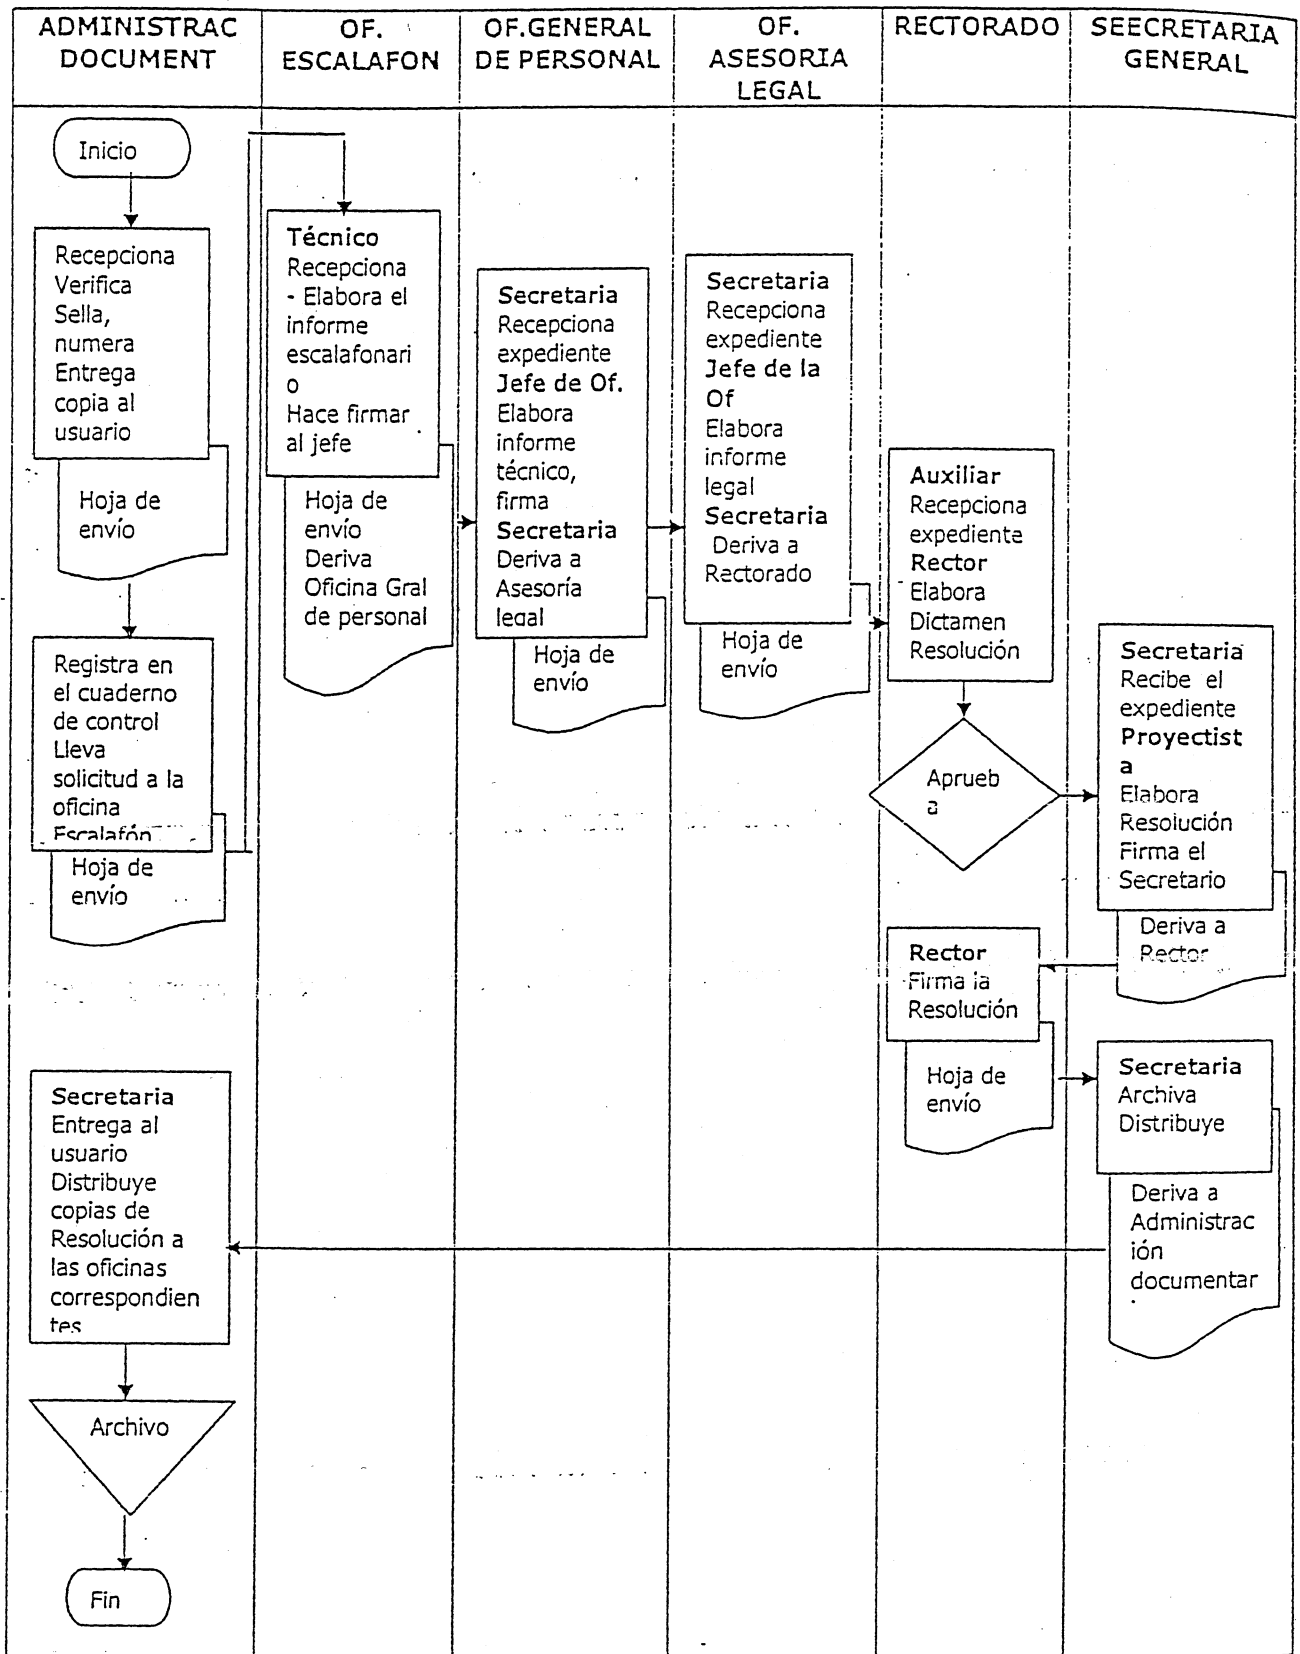 ADMINISTRAC
DOCUMENT
OF.
ESCALAFON
OF.GENERAL
DE PERSONAL
OF.
ASESORIA
LEGAL
RECTORADO
SEECRETARIA
GENERAL
Inicio
Recepciona
Verifica
Sella,
numera
Entrega
copia al
usuario
Hoja de
envío
Registra en
el cuaderno
de control
Lleva
solicitud a la
oficina
Escalafón
Hoja de
envío
Técnico
Recepciona
- Elabora el
informe
escalafonari
o
Hace firmar
al jefe
Hoja de
envío
Deriva
Oficina Gral
de personal
Secretaria
Recepciona
expediente
Jefe de Of.
Elabora
informe
técnico,
firma
Secretaria
Deriva a
Asesoría
legal
Hoja de
envío
Secretaria
Recepciona
expediente
Jefe de la
Of
Elabora
informe
legal
Secretaria
Deriva a
Rectorado
Hoja de
envío
Auxiliar
Recepciona
expediente
Rector
Elabora
Dictamen
Resolución
Aprueb
a
Secretaria
Recibe el
expediente
Proyectist
a
Elabora
Resolución
Firma el
Secretario
Deriva a
Rector
Rector
Firma la
Resolución
Hoja de
envío
Secretaria
Archiva
Distribuye
Deriva a
Administrac
ión
documentar
.
Secretaria
Entrega al
usuario
Distribuye
copias de
Resolución a
las oficinas
correspondien
tes
Archivo
Fin